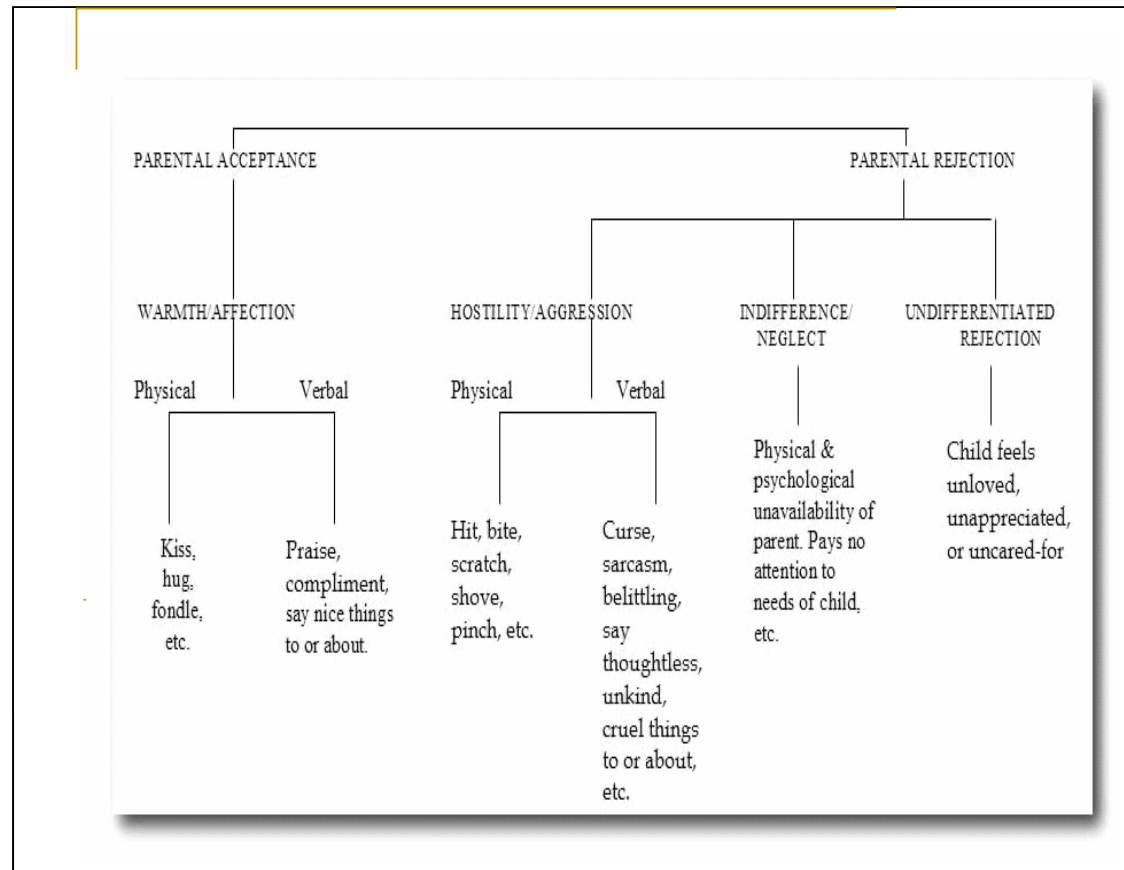 PARENTAL ACCEPTANCE
PARENTAL REJECTION
WARMTH/AFFECTION
HOSTILITY/AGGRESSION
INDIFFERENCE/
NEGLECT
UNDIFFERENTIATED
REJECTION
Physical
Verbal
Physical
Verbal
Kiss,
hug,
fondle,
etc.
Praise,
compliment,
say nice things
to or about.
Hit, bite,
scratch,
shove,
pinch, etc.
Curse,
sarcasm,
belittling,
say
thoughtless,
unkind,
cruel things
to or about,
etc.
Physical &
psychological
unavailability of
parent. Pays no
attention to
needs of child,
etc.
Child feels
unloved,
unappreciated,
or uncared-for